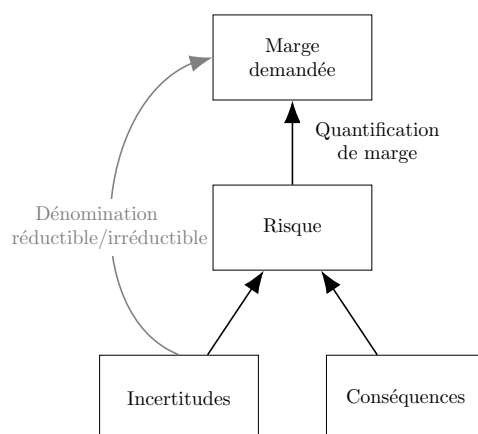 Marge
demandée
Quantification
de marge
Dénomination
réductible/irréductible
Risque
Incertitudes
Conséquences